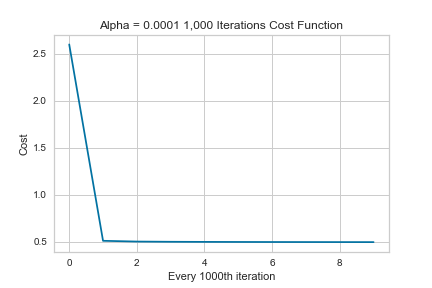 Alpha = 0.0001 1,000 Iterations Cost Function
2.5
2.0
1.5
1.0
0.5
Cost
0 2 4 6 8
Every 1000th iteration